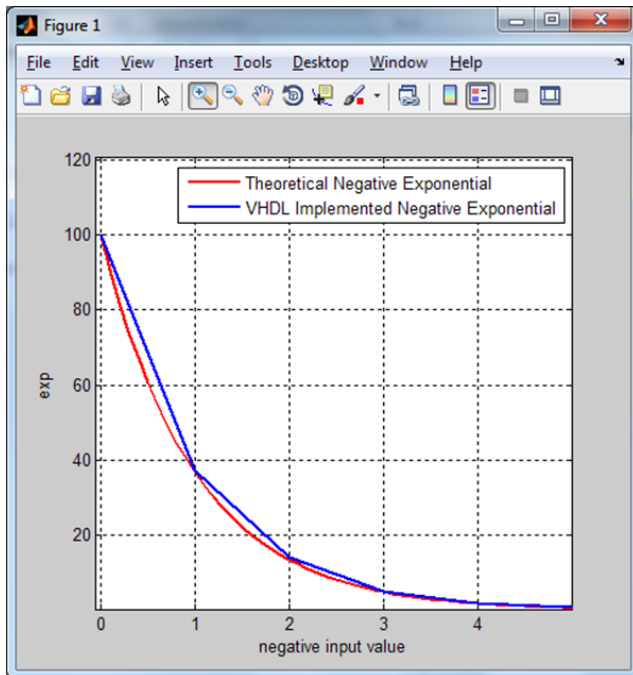 Figure 1
File Edit View Insert Tools Desktop Window Help
120
Theoretical Negative Exponential
VHDL Implemented Negative Exponential
100
80
60
exp
40
20
0 1 2 3 4
negative input value